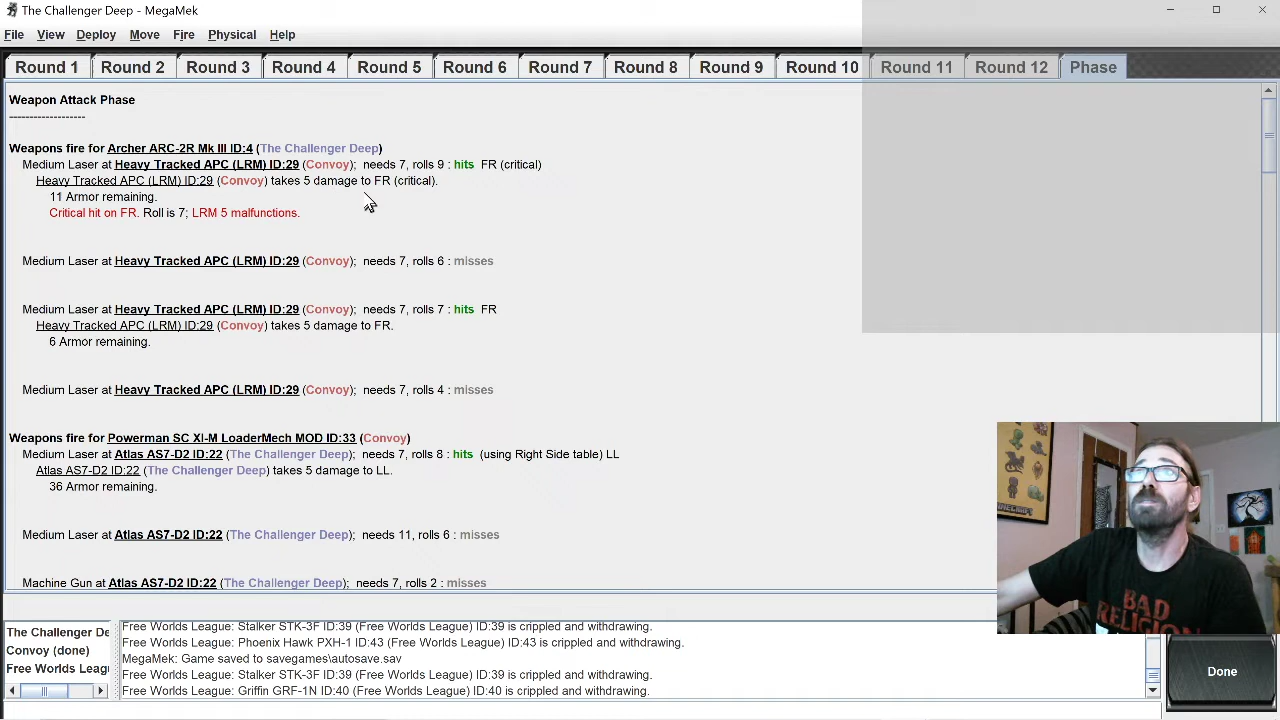 The Challenger Deep - MegaMek
File View Deploy Move Fire Physical Help
Round 1 Round 2 Round 3 Round 4 Round 5 Round 6 Round 7 Round 8 Round 9 Round 10 Round 11 Round 12 Phase
Weapon Attack Phase
-------------------
Weapons fire for Archer ARC-2R Mk III ID:4 (The Challenger Deep)
Medium Laser at Heavy Tracked APC (LRM) ID:29 (Convoy); needs 7, rolls 9 : hits FR (critical)
Heavy Tracked APC (LRM) ID:29 (Convoy) takes 5 damage to FR (critical).
11 Armor remaining.
Critical hit on FR. Roll is 7; LRM 5 malfunctions.
Medium Laser at Heavy Tracked APC (LRM) ID:29 (Convoy); needs 7, rolls 6 : misses
Medium Laser at Heavy Tracked APC (LRM) ID:29 (Convoy); needs 7, rolls 7 : hits FR
Heavy Tracked APC (LRM) ID:29 (Convoy) takes 5 damage to FR.
6 Armor remaining.
Medium Laser at Heavy Tracked APC (LRM) ID:29 (Convoy); needs 7, rolls 4 : misses
Weapons fire for Powerman SC XI-M LoaderMech MOD ID:33 (Convoy)
Medium Laser at Atlas AS7-D2 ID:22 (The Challenger Deep); needs 7, rolls 8 : hits (using Right Side table) LL
Atlas AS7-D2 ID:22 (The Challenger Deep) takes 5 damage to LL.
36 Armor remaining.
Medium Laser at Atlas AS7-D2 ID:22 (The Challenger Deep); needs 11, rolls 6 : misses
Machine Gun at Atlas AS7-D2 ID:22 (The Challenger Deep); needs 7, rolls 2 : misses
MINECRAFT
BAD
RELIGION
The Challenger De
Convoy (done)
Free Worlds Leag
Free Worlds League: Stalker STK-3F ID:39 (Free Worlds League) ID:39 is crippled and withdrawing.
Free Worlds League: Phoenix Hawk PXH-1 ID:43 (Free Worlds League) ID:43 is crippled and withdrawing.
MegaMek: Game saved to savegames\autosave.sav
Free Worlds League: Stalker STK-3F ID:39 (Free Worlds League) ID:39 is crippled and withdrawing.
Free Worlds League: Griffin GRF-1N ID:40 (Free Worlds League) ID:40 is crippled and withdrawing.
Done